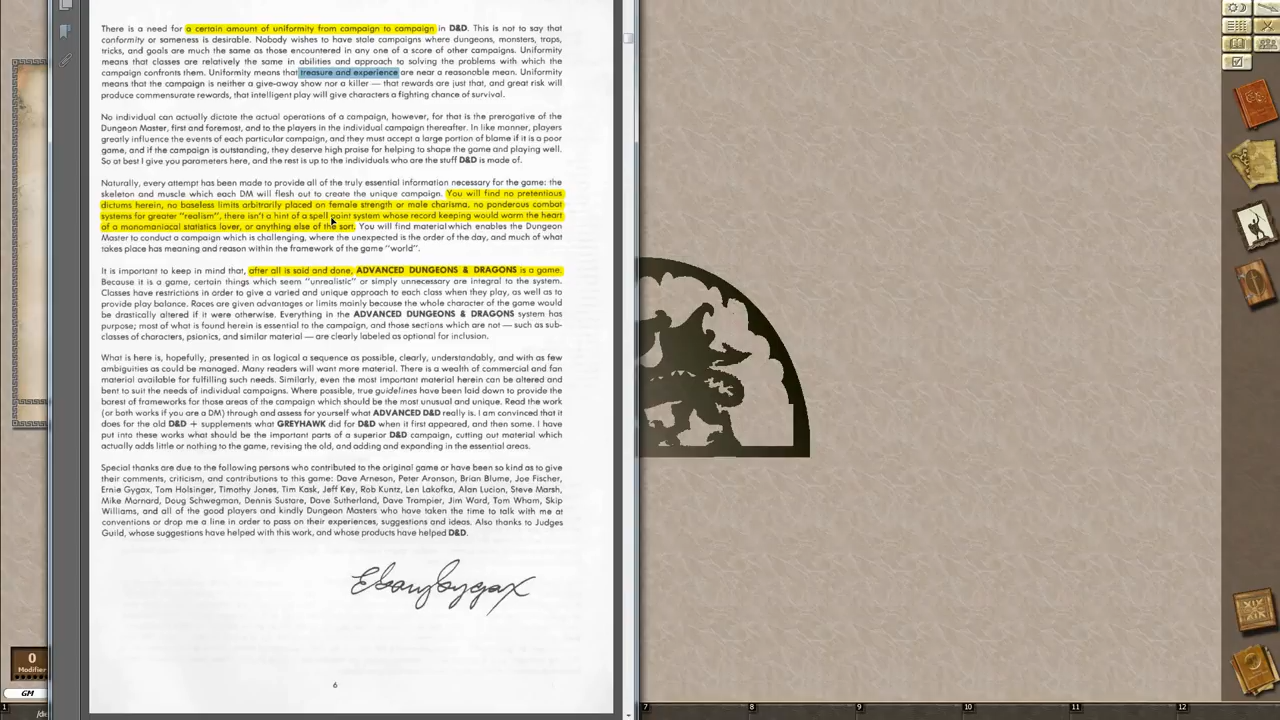 There is a need for a certain amount of uniformity from campaign to campaign in D&D. This is not to say that
conformity or sameness is desirable. Nobody wishes to have stale campaigns where dungeons, monsters, traps,
tricks, and goals are much the same as those encountered in any one of a score of other campaigns. Uniformity
means that classes are relatively the same in abilities and approach to solving the problems with which the
campaign confronts them. Uniformity means that treasure and experience are near a reasonable mean. Uniformity
means that the campaign is neither a give-away show nor a killer — that rewards are just that, and great risk will
produce commensurate rewards, that intelligent play will give characters a fighting chance of survival.
No individual can actually dictate the actual operations of a campaign, however, for that is the prerogative of the
Dungeon Master, first and foremost, and to the players in the individual campaign thereafter. In like manner, players
greatly influence the events of each particular campaign, and they must accept a large portion of blame if it is a poor
game, and if the campaign is outstanding, they deserve high praise for helping to shape the game and playing well.
So at best I give you parameters here, and the rest is up to the individuals who are the stuff D&D is made of.
Naturally, every attempt has been made to provide all of the truly essential information necessary for the game: the
skeleton and muscle which each DM will flesh out to create the unique campaign. You will find no pretentious
dictums herein, no baseless limits arbitrarily placed on female strength or male charisma, no ponderous combat
systems for greater "realism", there isn't a hint of a spell point system whose record keeping would warm the heart
of a monomaniacal statistics lover, or anything else of the sort. You will find material which enables the Dungeon
Master to conduct a campaign which is challenging, where the unexpected is the order of the day, and much of what
takes place has meaning and reason within the framework of the game "world".
It is important to keep in mind that, after all is said and done, ADVANCED DUNGEONS & DRAGONS is a game.
Because it is a game, certain things which seem "unrealistic" or simply unnecessary are integral to the system.
Classes have restrictions in order to give a varied and unique approach to each class when they play, as well as to
provide play balance. Races are given advantages or limits mainly because the whole character of the game would
be drastically altered if it were otherwise. Everything in the ADVANCED DUNGEONS & DRAGONS system has
purpose; most of what is found herein is essential to the campaign, and those sections which are not — such as sub-
classes of characters, psionics, and similar material — are clearly labeled as optional for inclusion.
What is here is, hopefully, presented in as logical a sequence as possible, clearly, understandably, and with as few
ambiguities as could be managed. Many readers will want more material. There is a wealth of commercial and fan
material available for fulfilling such needs. Similarly, even the most important material herein can be altered and
bent to suit the needs of individual campaigns. Where possible, true guidelines have been laid down to provide the
barest of frameworks for those areas of the campaign which should be the most unusual and unique. Read the work
(or both works if you are a DM) through and assess for yourself what ADVANCED D&D really is. I am convinced that it
does for the old D&D + supplements what GREYHAWK did for D&D when it first appeared, and then some. I have
put into these works what should be the important parts of a superior D&D campaign, cutting out material which
actually adds little or nothing to the game, revising the old, and adding and expanding in the essential areas.
Special thanks are due to the following persons who contributed to the original game or have been so kind as to give
their comments, criticism, and contributions to this game: Dave Arneson, Peter Aronson, Brian Blume, Joe Fischer,
Ernie Gygax, Tom Holsinger, Timothy Jones, Tim Kask, Jeff Key, Rob Kuntz, Len Lakofka, Alan Lucion, Steve Marsh,
Mike Mornard, Doug Schwegman, Dennis Sustare, Dave Sutherland, Dave Trampier, Jim Ward, Tom Wham, Skip
Williams, and all of the good players and kindly Dungeon Masters who have taken the time to talk with me at
conventions or drop me a line in order to pass on their experiences, suggestions and ideas. Also thanks to Judges
Guild, whose suggestions have helped with this work, and whose products have helped D&D.
6
0
Modifier
GM
1 7 8 9 10 11 12